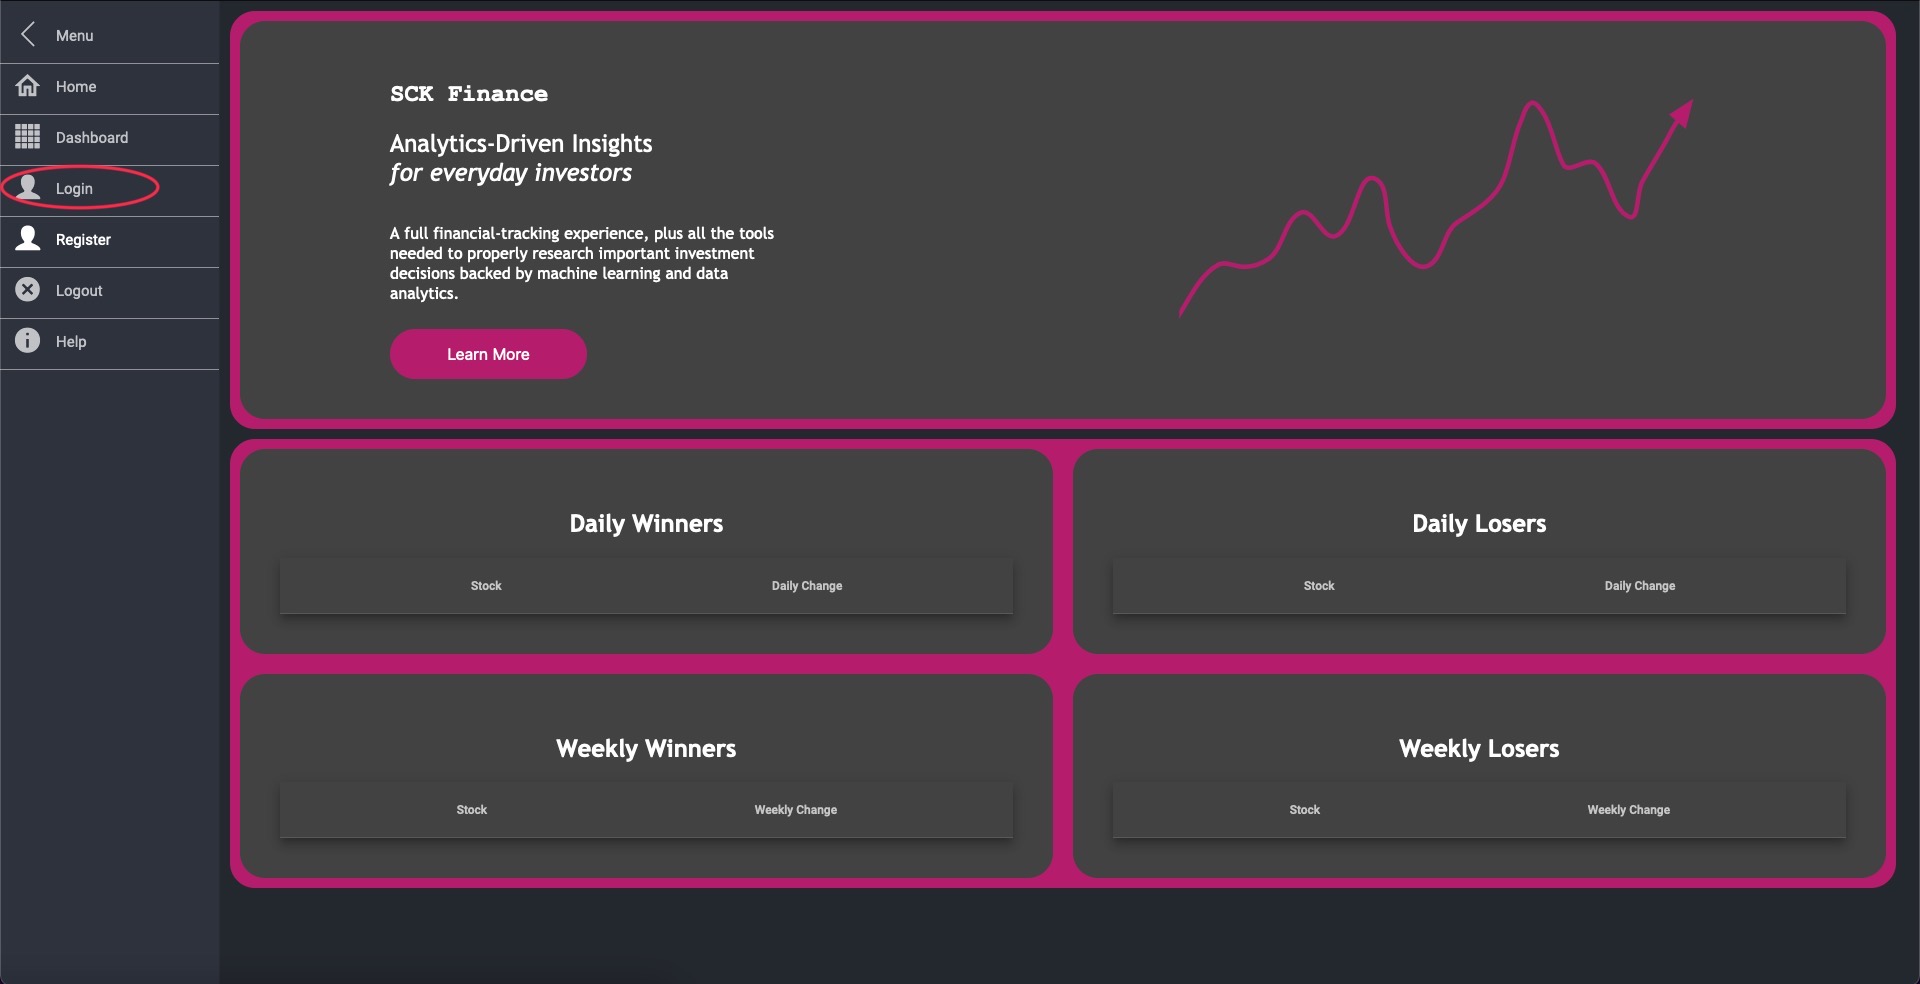 Menu
Home
Dashboard
Login
Register
Logout
Help
SCK Finance
Analytics-Driven Insights
for everyday investors
A full financial-tracking experience, plus all the tools
needed to properly research important investment
decisions backed by machine learning and data
analytics.
Learn More
Daily Winners
Stock Daily Change
Daily Losers
Stock Daily Change
Weekly Winners
Stock Weekly Change
Weekly Losers
Stock Weekly Change